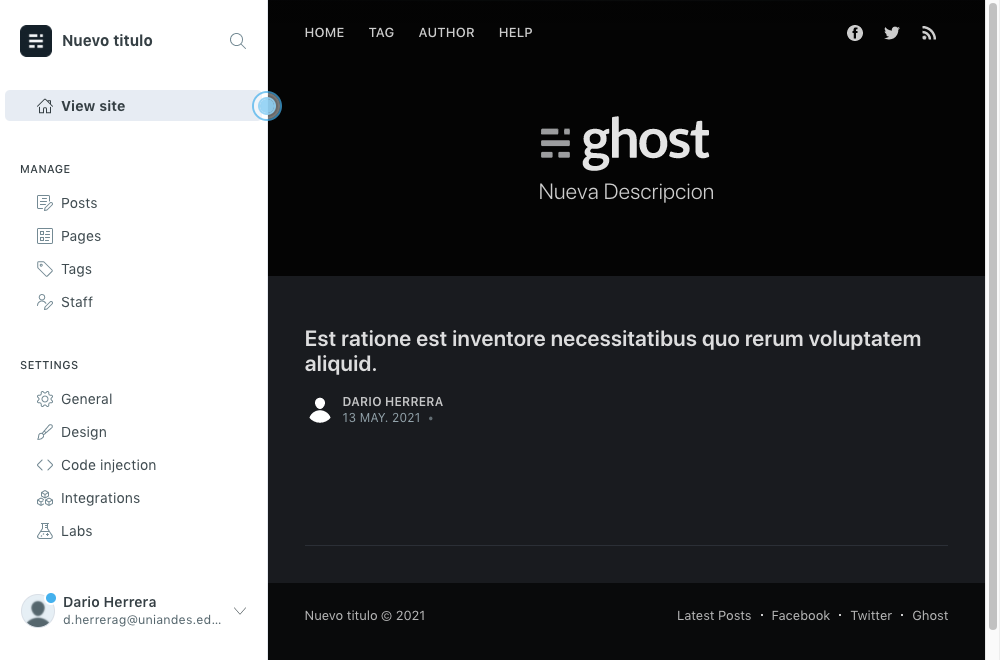 Nuevo titulo
View site
MANAGE
Posts
Pages
Tags
Staff
SETTINGS
General
Design
Code injection
Integrations
Labs
Dario Herrera
d.herrerag@uniandes.ed...
HOME TAG AUTHOR HELP
ghost
Nueva Descripcion
Est ratione est inventore necessitatibus quo rerum voluptatem
aliquid.
DARIO HERRERA
13 MAY. 2021 •
Nuevo titulo © 2021
Latest Posts • Facebook • Twitter • Ghost